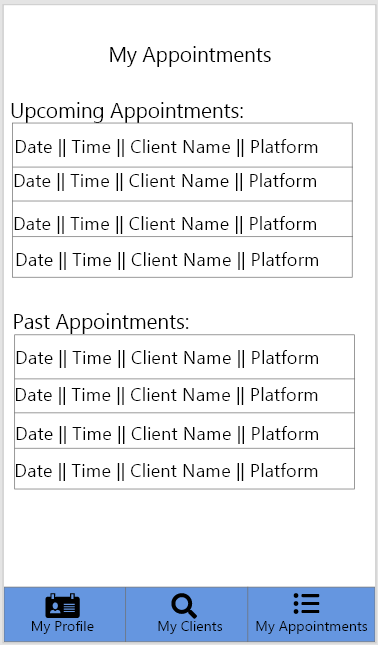 My Appointments
Upcoming Appointments:
Date || Time || Client Name || Platform
Date || Time || Client Name || Platform
Date || Time || Client Name || Platform
Date || Time || Client Name || Platform
Past Appointments:
Date || Time || Client Name || Platform
Date || Time || Client Name || Platform
Date || Time || Client Name || Platform
Date || Time || Client Name || Platform
My Profile My Clients My Appointments